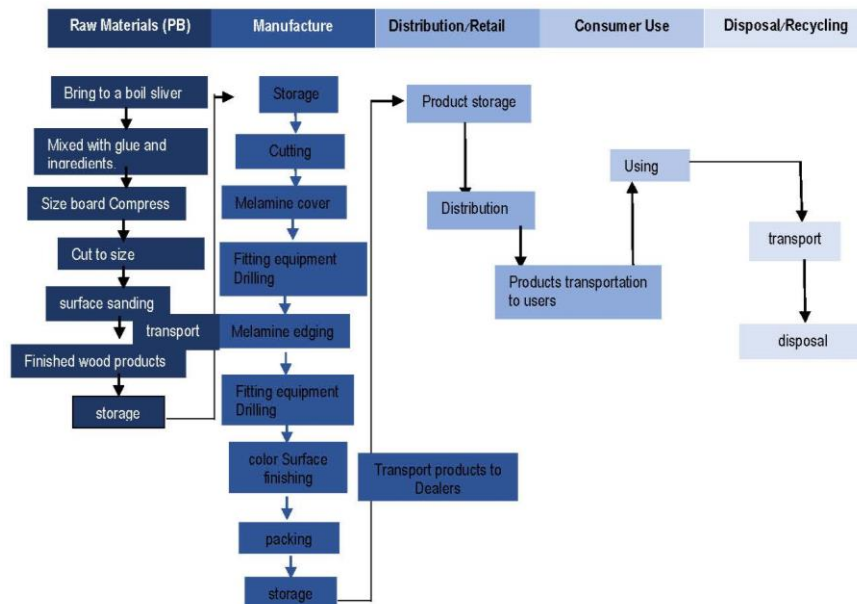 Raw Materials (PB)
Manufacture
Distribution/Retail
Consumer Use
Disposal/Recycling
Bring to a boil sliver
Mixed with glue and
ingredients.
Size board Compress
Cut to size
surface sanding
transport
Finished wood products
storage
Storage
Cutting
Melamine cover
Fitting equipment
Drilling
Melamine edging
Fitting equipment
Drilling
color Surface
finishing
packing
storage
Transport products to
Dealers
Product storage
Distribution
Products transportation
to users
Using
transport
disposal